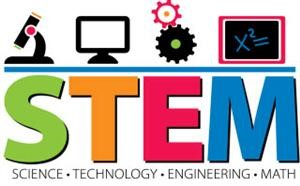 X²=
STEM
SCIENCE • TECHNOLOGY • ENGINEERING • MATH